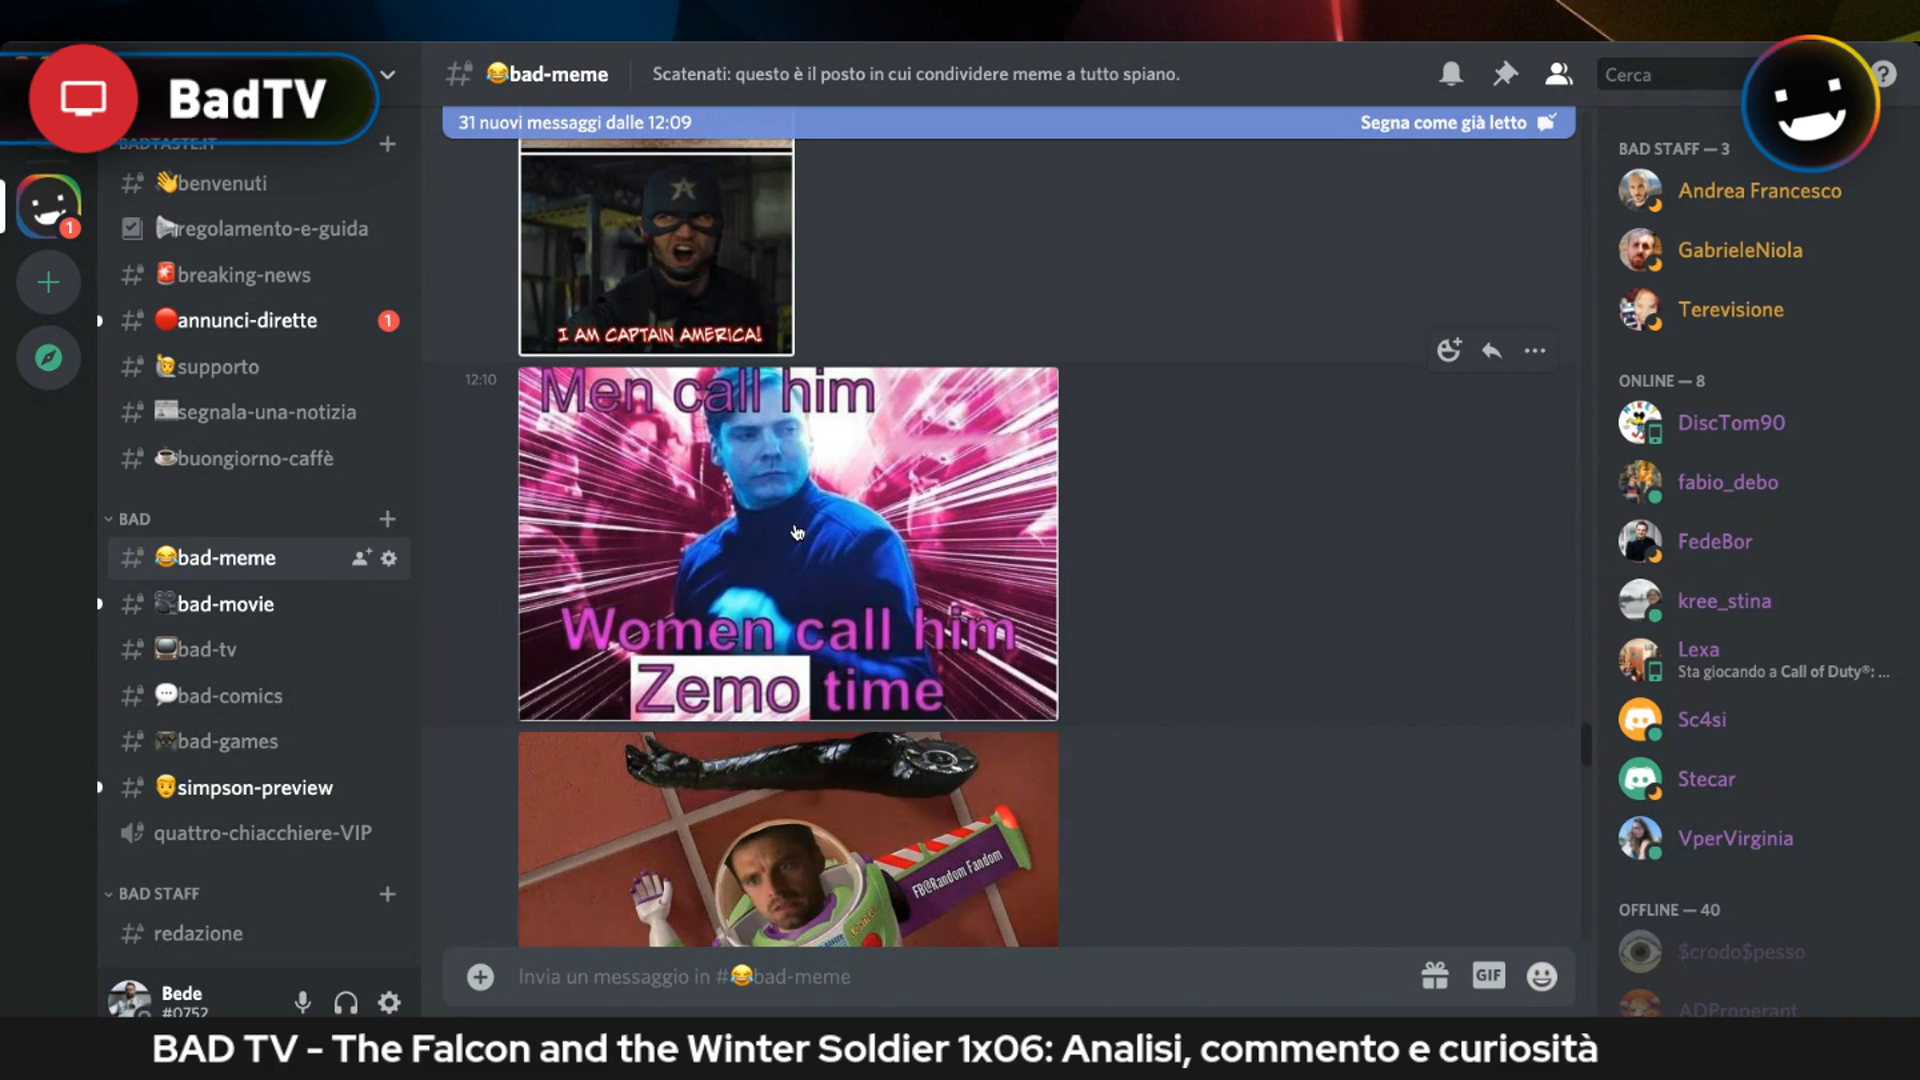 BadTV
BADTASTE.IT
benvenuti
regolamento-e-guida
breaking-news
annunci-dirette
1
supporto
segnala-una-notizia
buongiorno-caffè
1
BAD
bad-meme
bad-movie
bad-tv
bad-comics
bad-games
simpson-preview
quattro-chiacchiere-VIP
BAD STAFF
redazione
Bede
#0752
bad-meme
Scatenati: questo è il posto in cui condividere meme a tutto spiano.
Cerca
31 nuovi messaggi dalle 12:09
Segna come già letto
I AM CAPTAIN AMERICA!
12:10
Men call him
Women call him
Zemo time
FB@Random Fandom
Invia un messaggio in #😂bad-meme
GIF
BAD STAFF — 3
Andrea Francesco
GabrieleNiola
Terevisione
ONLINE — 8
DiscTom90
fabio_debo
FedeBor
kree_stina
Lexa
Sta giocando a Call of Duty®: ...
Sc4si
Stecar
VperVirginia
OFFLINE — 40
$crodo$pesso
ADProperant
BAD TV - The Falcon and the Winter Soldier 1x06: Analisi, commento e curiosità